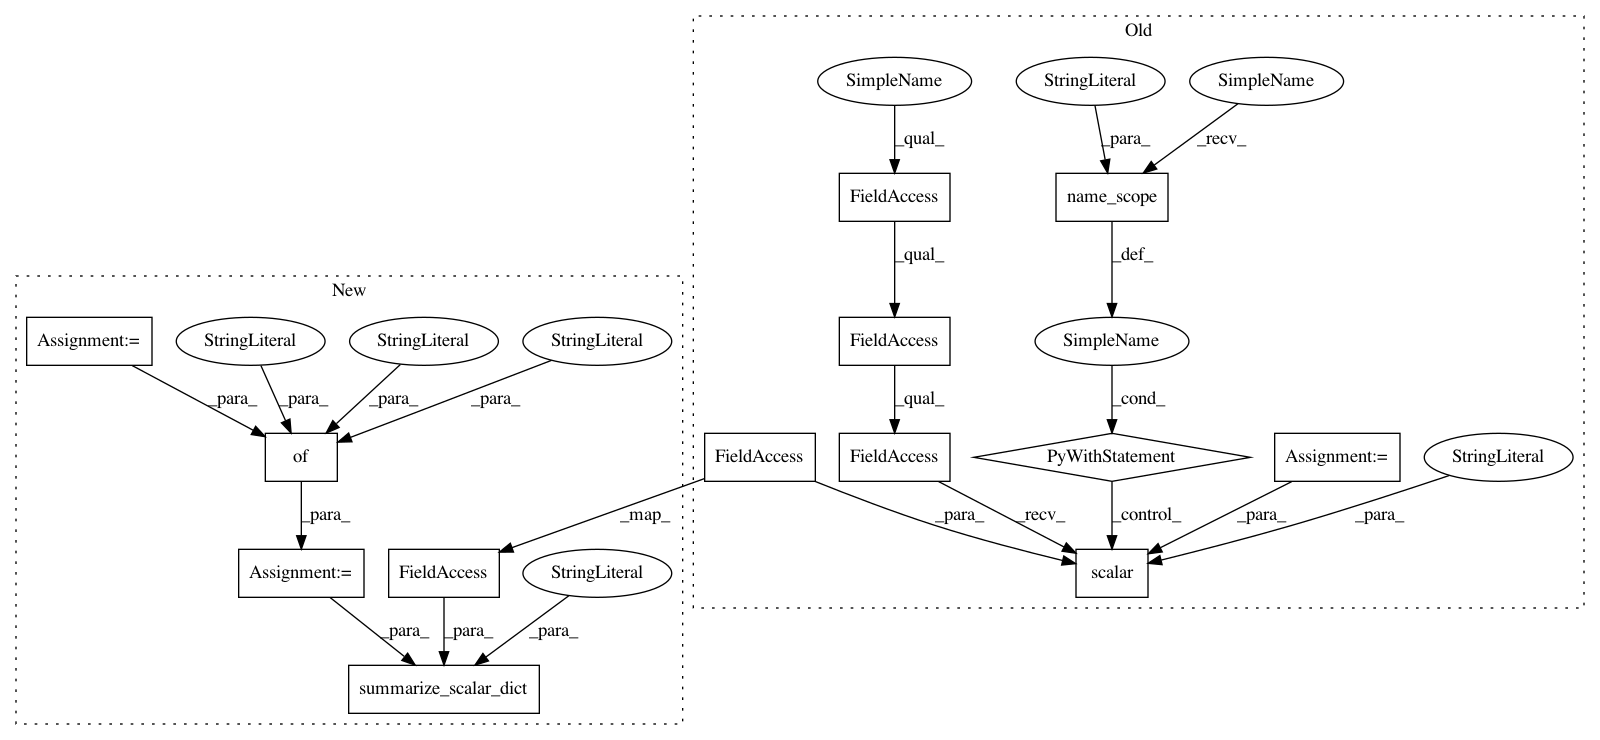 Old
SimpleName
StringLiteral
SimpleName
_qual_
_para_
_recv_
FieldAccess
name_scope
_qual_
_def_
New
Assignment:=
StringLiteral
StringLiteral
StringLiteral
FieldAccess
SimpleName
_para_
_para_
_para_
_para_
_qual_
_cond_
of
FieldAccess
FieldAccess
PyWithStatement
Assignment:=
StringLiteral
_para_
_map_
_para_
_recv_
_control_
_para_
_para_
Assignment:=
FieldAccess
StringLiteral
scalar
_para_
_para_
_para_
summarize_scalar_dict